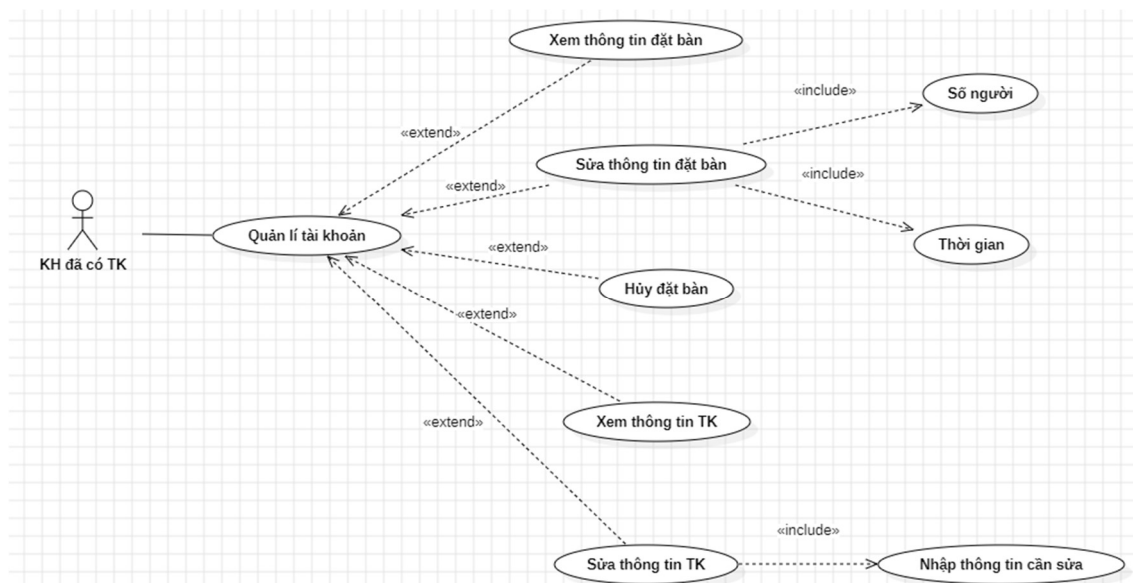 Xem thông tin đặt bàn
«include»
Số người
«extend»
Sửa thông tin đặt bàn
«include»
«extend»
Quản lí tài khoản
«extend»
Thời gian
KH đã có TK
Hủy đặt bàn
«extend»
Xem thông tin TK
«extend»
«include»
Sửa thông tin TK
Nhập thông tin cần sửa